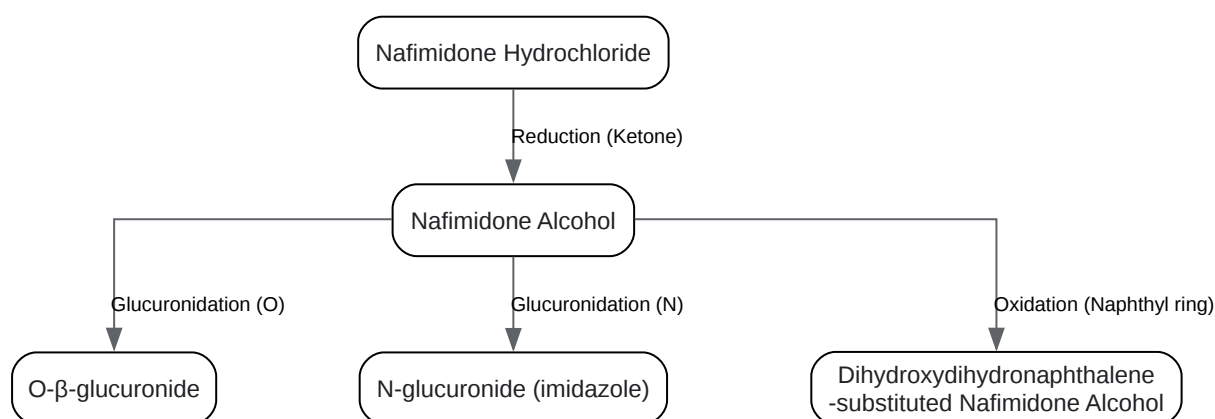 Nafimidone Hydrochloride
Reduction (Ketone)
Nafimidone Alcohol
Glucuronidation (O)
Glucuronidation (N)
Oxidation (Naphthyl ring)
O-β-glucuronide
N-glucuronide (imidazole)
Dihydroxydihydronaphthalene
-substituted Nafimidone Alcohol